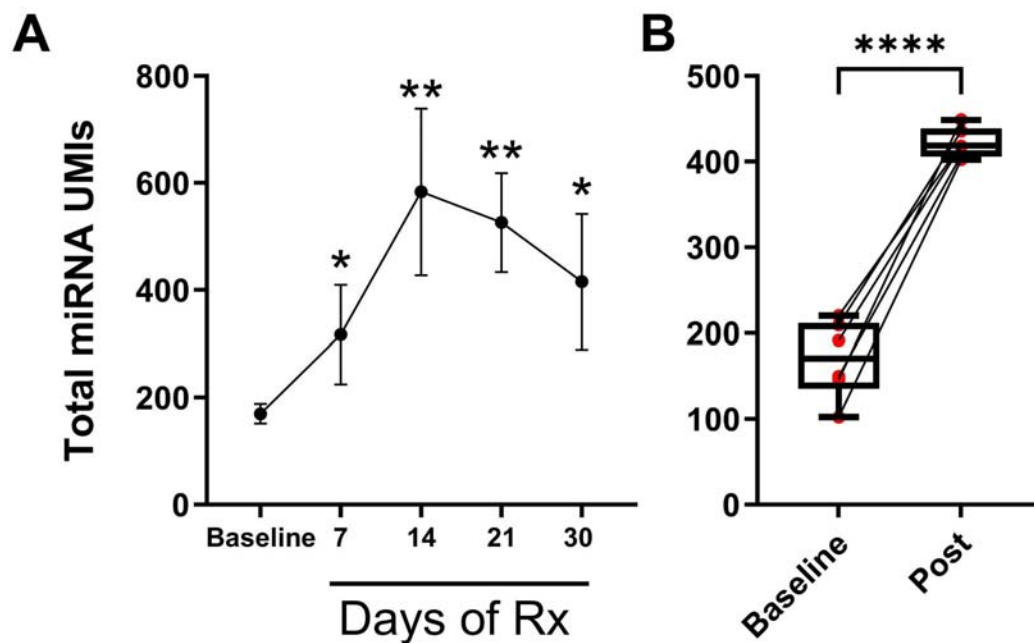 A
Total miRNA UMIs
800
600
400
200
0
*
**
**
*
Baseline 7 14 21 30
Days of Rx
B
****
500
400
300
200
100
0
Baseline
Post